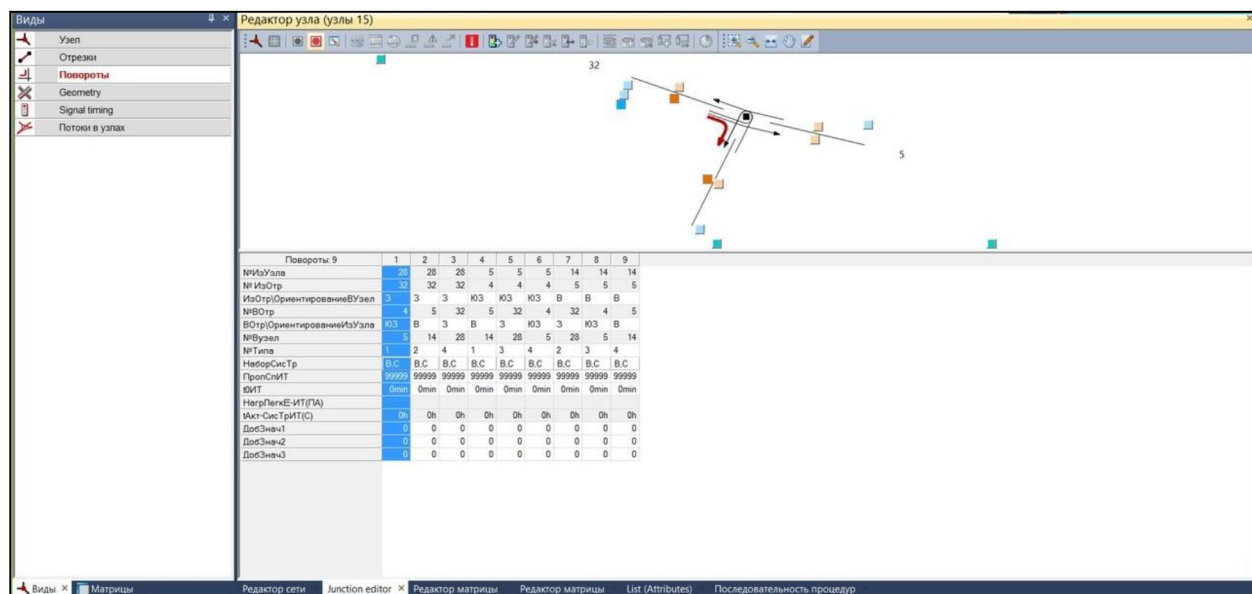 Виды
Редактор узла (узлы 15)
Узел
Отрезки
Повороты
Geometry
Signal timing
Потоки в узлах
32
5
Повороты: 9 1 2 3 4 5 6 7 8 9
№ИзУзла 28 28 28 5 5 5 14 14 14
№ ИзОтр 32 32 32 4 4 4 5 5 5
ИзОтр\ОриентированиеВУзел З З З ЮЗ ЮЗ ЮЗ В В В
№ВОтр 4 5 32 5 32 4 32 4 5
ВОтр\ОриентированиеИзУзла ЮЗ В З В З ЮЗ З ЮЗ В
№Вузел 5 14 28 14 28 5 28 5 14
№Типа 1 2 4 1 3 4 2 3 4
НаборСисТр B,C B,C B,C B,C B,C B,C B,C B,C B,C
ПропСпИТ 99999 99999 99999 99999 99999 99999 99999 99999 99999
t0ИТ 0min 0min 0min 0min 0min 0min 0min 0min 0min
НагрЛегкЕ-ИТ(ПА)
tАкт-СисТрИТ(C) 0h 0h 0h 0h 0h 0h 0h 0h 0h
ДобЗнач1 0 0 0 0 0 0 0 0 0
ДобЗнач2 0 0 0 0 0 0 0 0 0
ДобЗнач3 0 0 0 0 0 0 0 0 0
Виды Матрицы Редактор сети Junction editor Редактор матрицы Редактор матрицы List (Attributes) Последовательность процедур